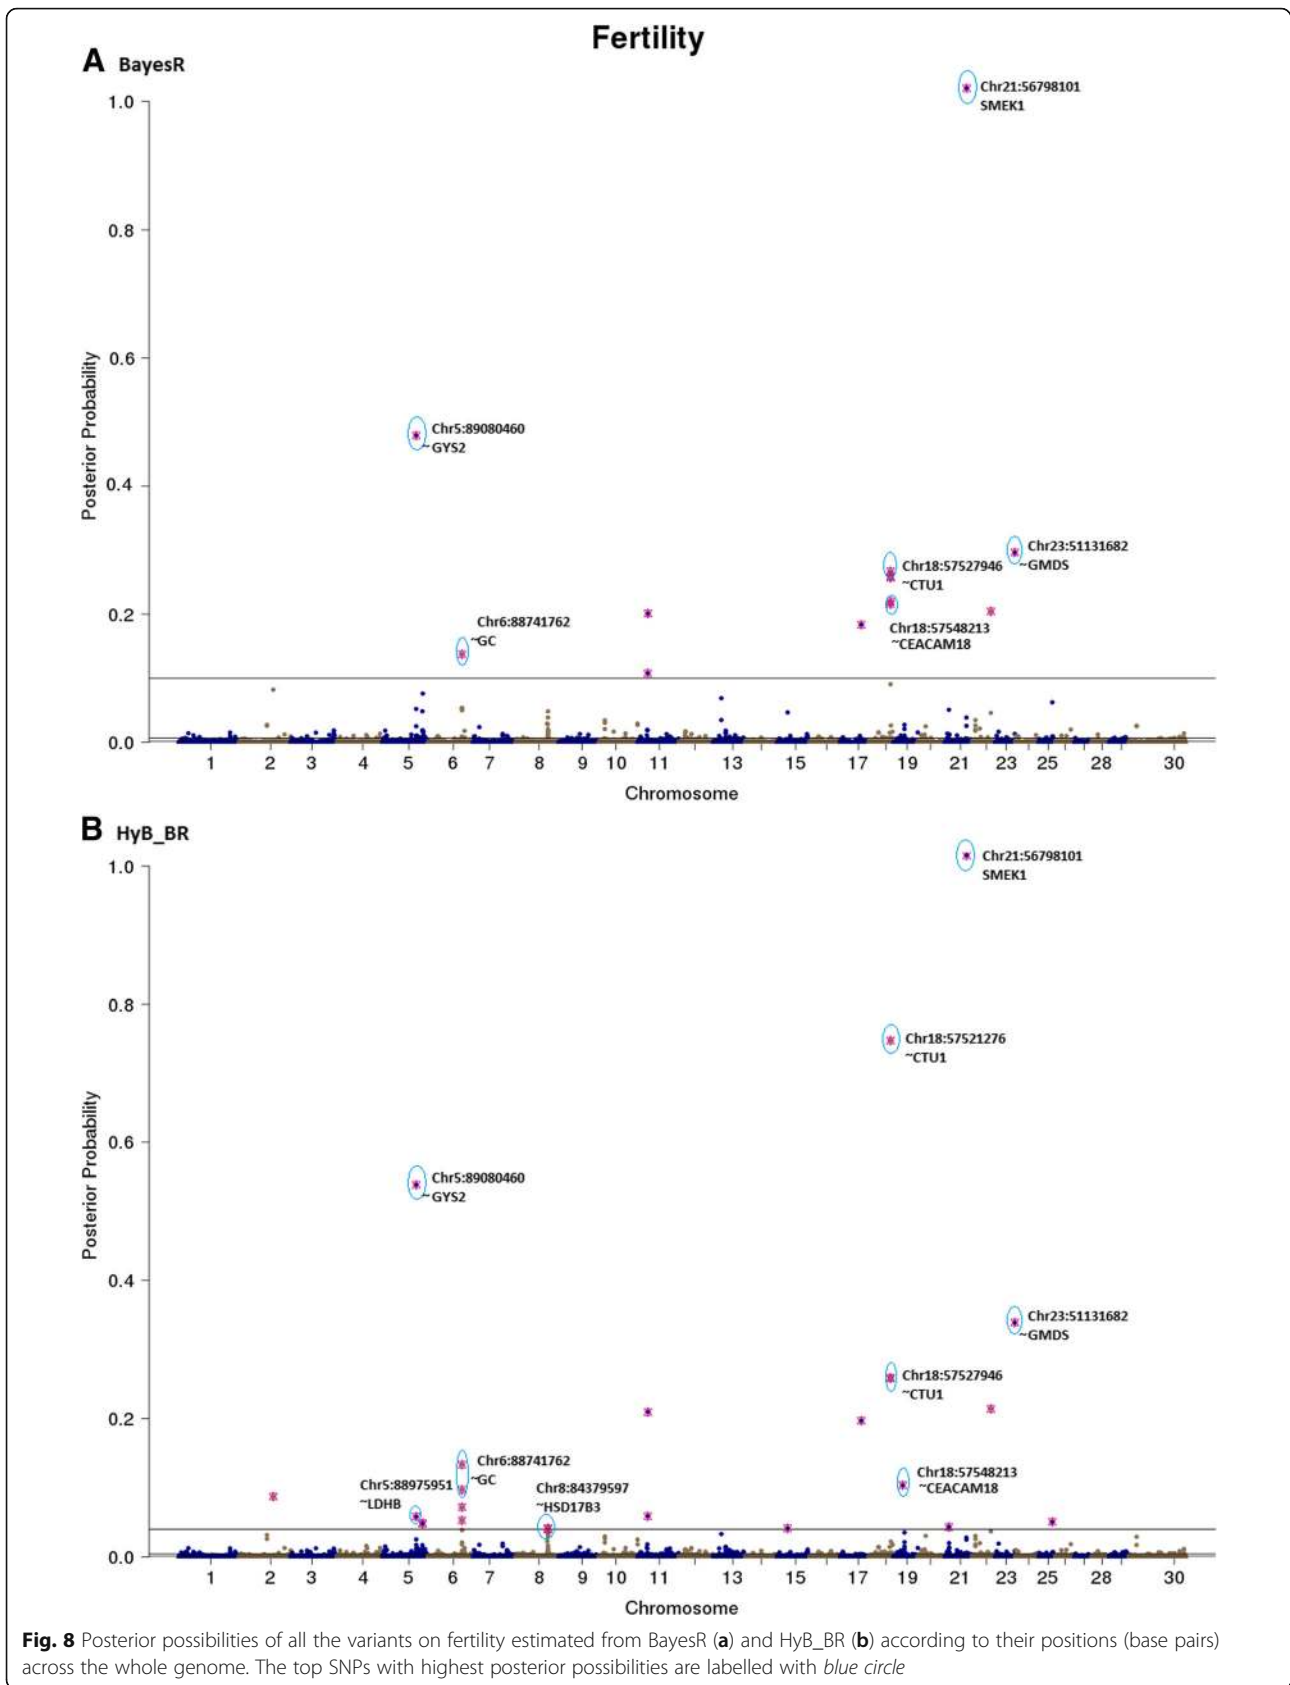 Fertility
A BayesR
Chr21:56798101
SMEK1
1.0
0.8
0.6
0.4
0.2
0.0
Posterior Probability
Chr5:89080460
~GYS2
Chr23:51131682
~GMDS
Chr18:57527946
~CTU1
Chr6:88741762
~GC
Chr18:57548213
~CEACAM18
1 2 3 4 5 6 7 8 9 10 11 13 15 17 19 21 23 25 28 30
Chromosome
B HyB_BR
Chr21:56798101
SMEK1
1.0
0.8
0.6
0.4
0.2
0.0
Posterior Probability
Chr18:57521276
~CTU1
Chr5:89080460
~GYS2
Chr23:51131682
~GMDS
Chr18:57527946
~CTU1
Chr6:88741762
~GC
Chr5:88975951
~LDHB
Chr8:84379597
~HSD17B3
Chr18:57548213
~CEACAM18
1 2 3 4 5 6 7 8 9 10 11 13 15 17 19 21 23 25 28 30
Chromosome
Fig. 8 Posterior possibilities of all the variants on fertility estimated from BayesR (a) and HyB_BR (b) according to their positions (base pairs)
across the whole genome. The top SNPs with highest posterior possibilities are labelled with blue circle